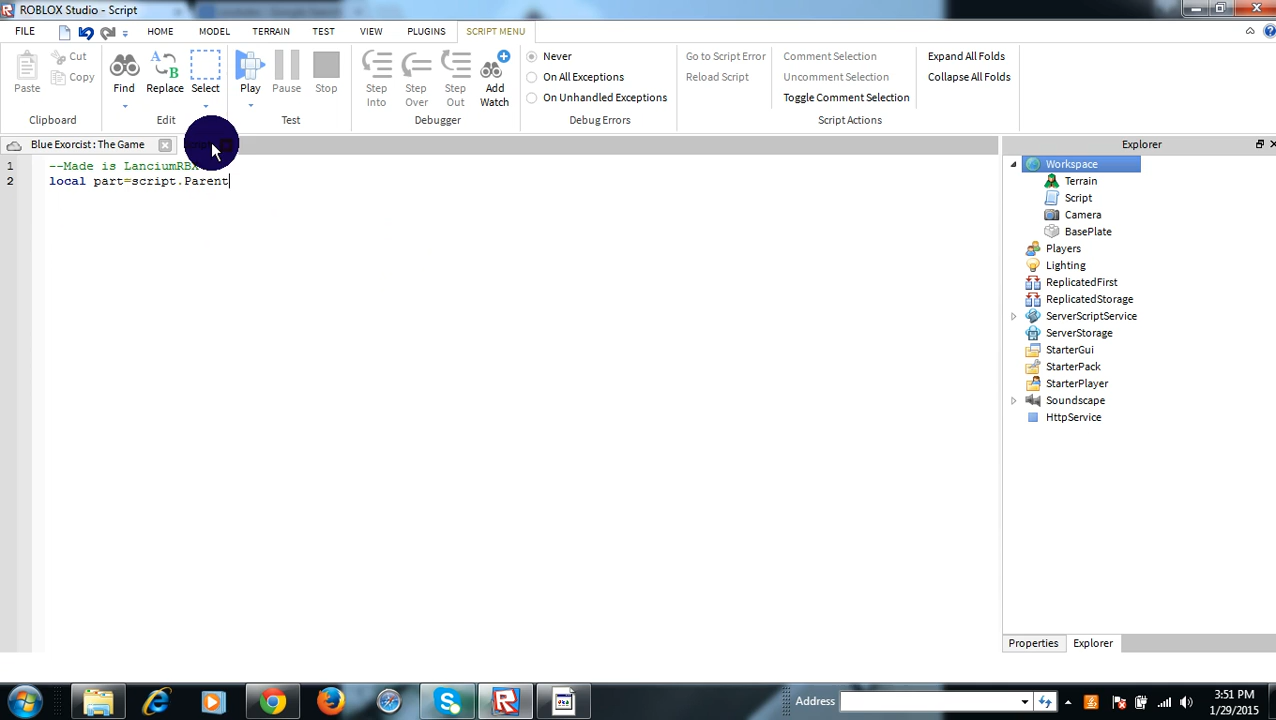 ROBLOX Studio - Script
FILE
HOME
MODEL
TERRAIN
TEST
VIEW
PLUGINS
SCRIPT MENU
Paste
Cut
Copy
Clipboard
Find
Replace
Select
Edit
Play
Pause
Stop
Test
Step Into
Step Over
Step Out
Add Watch
Debugger
Never
On All Exceptions
On Unhandled Exceptions
Debug Errors
Go to Script Error
Reload Script
Comment Selection
Uncomment Selection
Toggle Comment Selection
Script Actions
Expand All Folds
Collapse All Folds
Blue Exorcist : The Game
1 --Made is LanciumRBX
2 local part=script.Parent
Explorer
Workspace
Terrain
Script
Camera
BasePlate
Players
Lighting
ReplicatedFirst
ReplicatedStorage
ServerScriptService
ServerStorage
StarterGui
StarterPack
StarterPlayer
Soundscape
HttpService
Properties
Explorer
Address
3:51 PM
1/29/2015